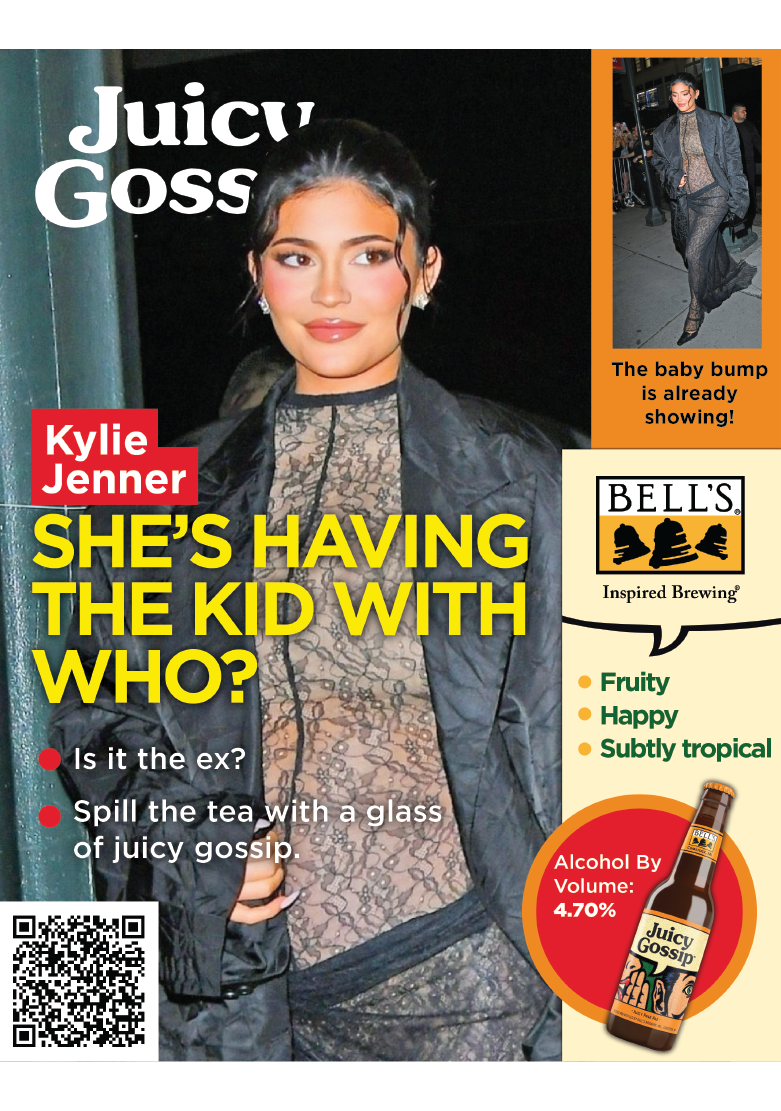 Juicy
Goss
Kylie
Jenner
SHE'S HAVING
THE KID WITH
WHO?
Is it the ex?
Spill the tea with a glass
of juicy gossip.
The baby bump
is already
showing!
BELL'S®
Inspired Brewing®
Fruity
Happy
Subtly tropical
Alcohol By
Volume:
4.70%
BELL'S
Juicy
Gossip